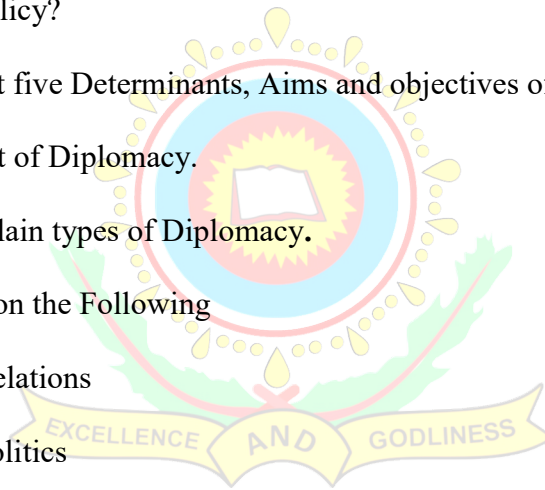 licy?
t five Determinants, Aims and objectives of
t of Diplomacy.
lain types of Diplomacy.
on the Following
elations
olitics
EXCELLENCE AND GODLINESS